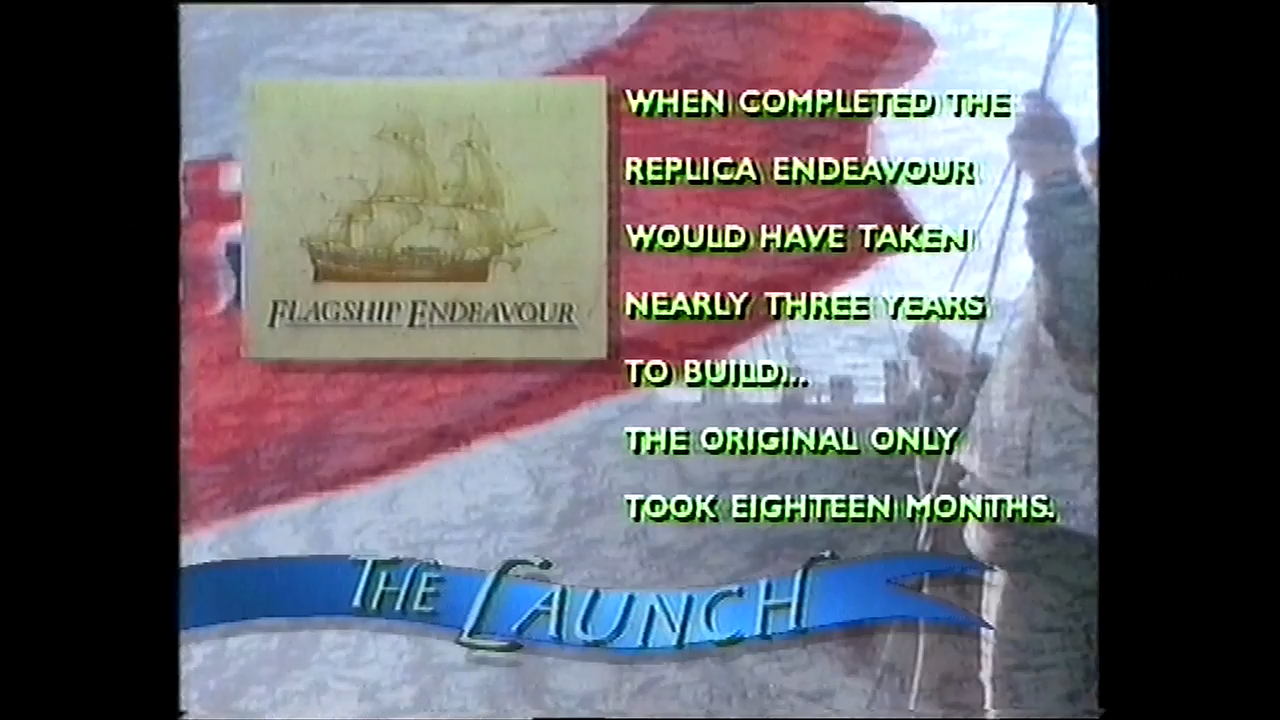 WHEN COMPLETED THE
REPLICA ENDEAVOUR
WOULD HAVE TAKEN
NEARLY THREE YEARS
TO BUILD...
THE ORIGINAL ONLY
TOOK EIGHTEEN MONTHS.
FLAGSHIP ENDEAVOUR
THE LAUNCH